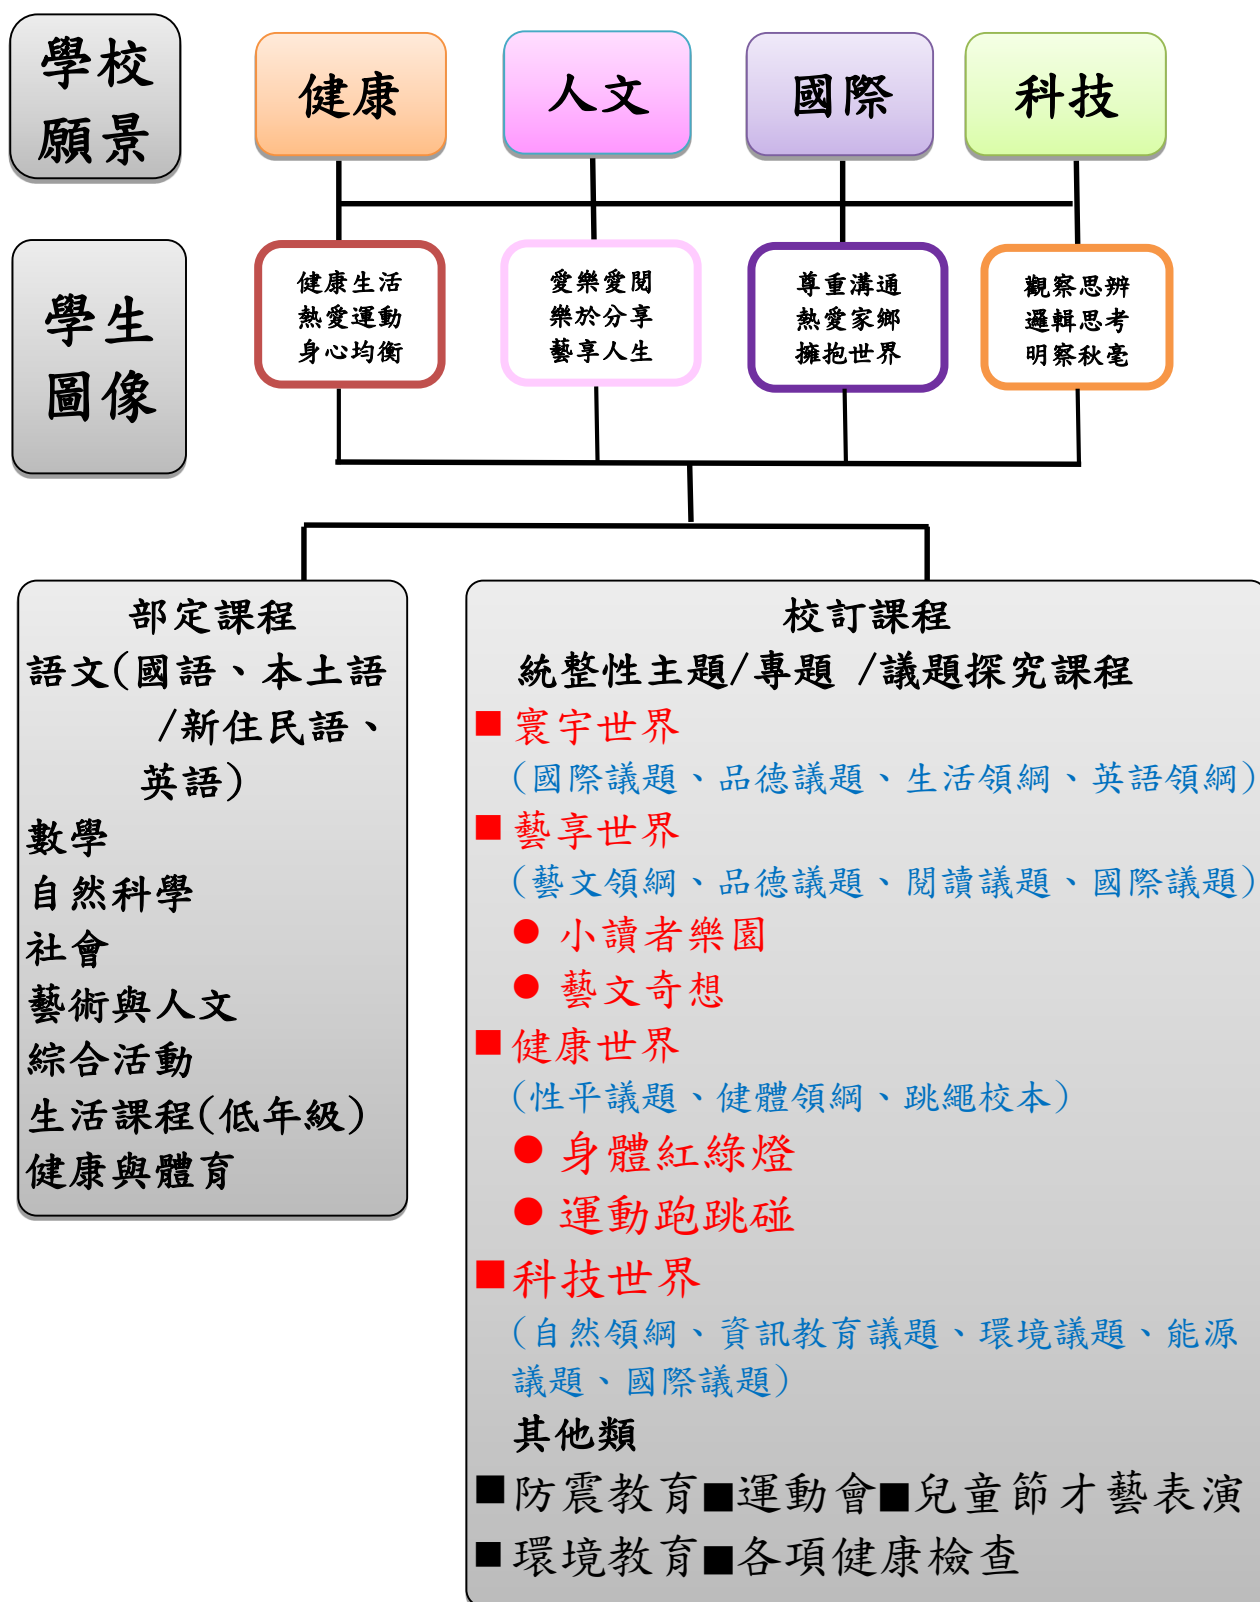 學校
願景
健康
人文
國際
科技
學生
圖像
健康生活
熱愛運動
身心均衡
愛樂愛閱
樂於分享
藝享人生
尊重溝通
熱愛家鄉
擁抱世界
觀察思辨
邏輯思考
明察秋毫
部定課程
語文(國語、本土語
/新住民語、
英語)
數學
自然科學
社會
藝術與人文
綜合活動
生活課程(低年級)
健康與體育
校訂課程
統整性主題/專題 /議題探究課程
■寰宇世界
(國際議題、品德議題、生活領綱、英語領綱)
■藝享世界
(藝文領綱、品德議題、閱讀議題、國際議題)
● 小讀者樂園
● 藝文奇想
■健康世界
(性平議題、健體領綱、跳繩校本)
● 身體紅綠燈
● 運動跑跳碰
■科技世界
(自然領綱、資訊教育議題、環境議題、能源
議題、國際議題)
其他類
■防震教育■運動會■兒童節才藝表演
■環境教育■各項健康檢查